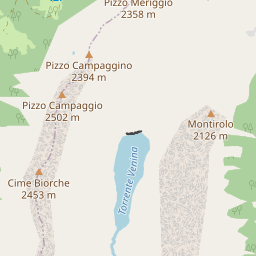 Pizzo Meriggio
2358 m
Pizzo Campaggino
2394 m
Pizzo Campaggio
2502 m
Montirolo
2126 m
Torrente Venina
Cime Biorche
2453 m